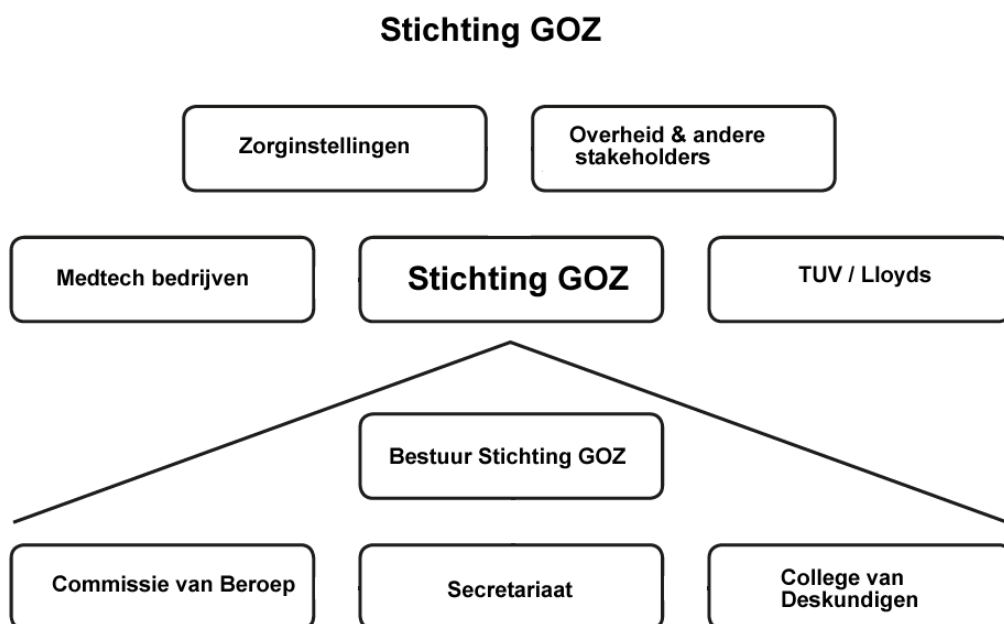 Stichting GOZ
Zorginstellingen
Overheid & andere
stakeholders
Medtech bedrijven
Stichting GOZ
TUV / Lloyds
Bestuur Stichting GOZ
Commissie van Beroep
Secretariaat
College van
Deskundigen